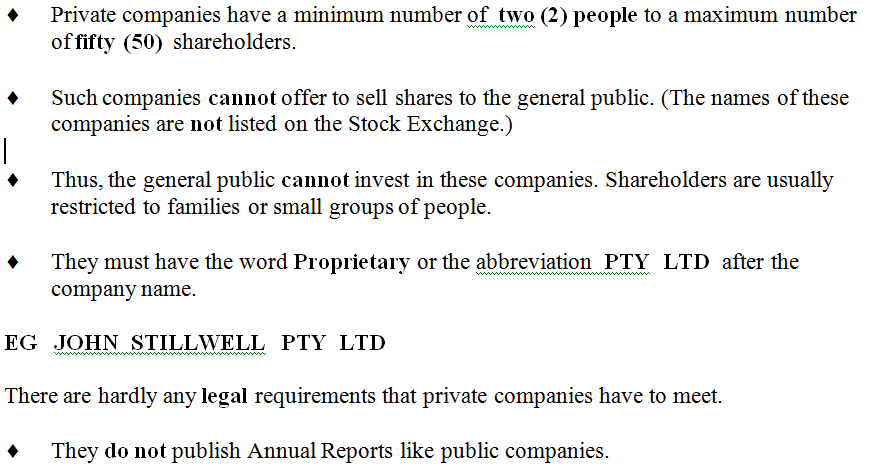 ♦ Private companies have a minimum number of two (2) people to a maximum number
of fifty (50) shareholders.
♦ Such companies cannot offer to sell shares to the general public. (The names of these
companies are not listed on the Stock Exchange.)
♦ Thus, the general public cannot invest in these companies. Shareholders are usually
restricted to families or small groups of people.
♦ They must have the word Proprietary or the abbreviation PTY LTD after the
company name.
EG JOHN STILLWELL PTY LTD
There are hardly any legal requirements that private companies have to meet.
♦ They do not publish Annual Reports like public companies.